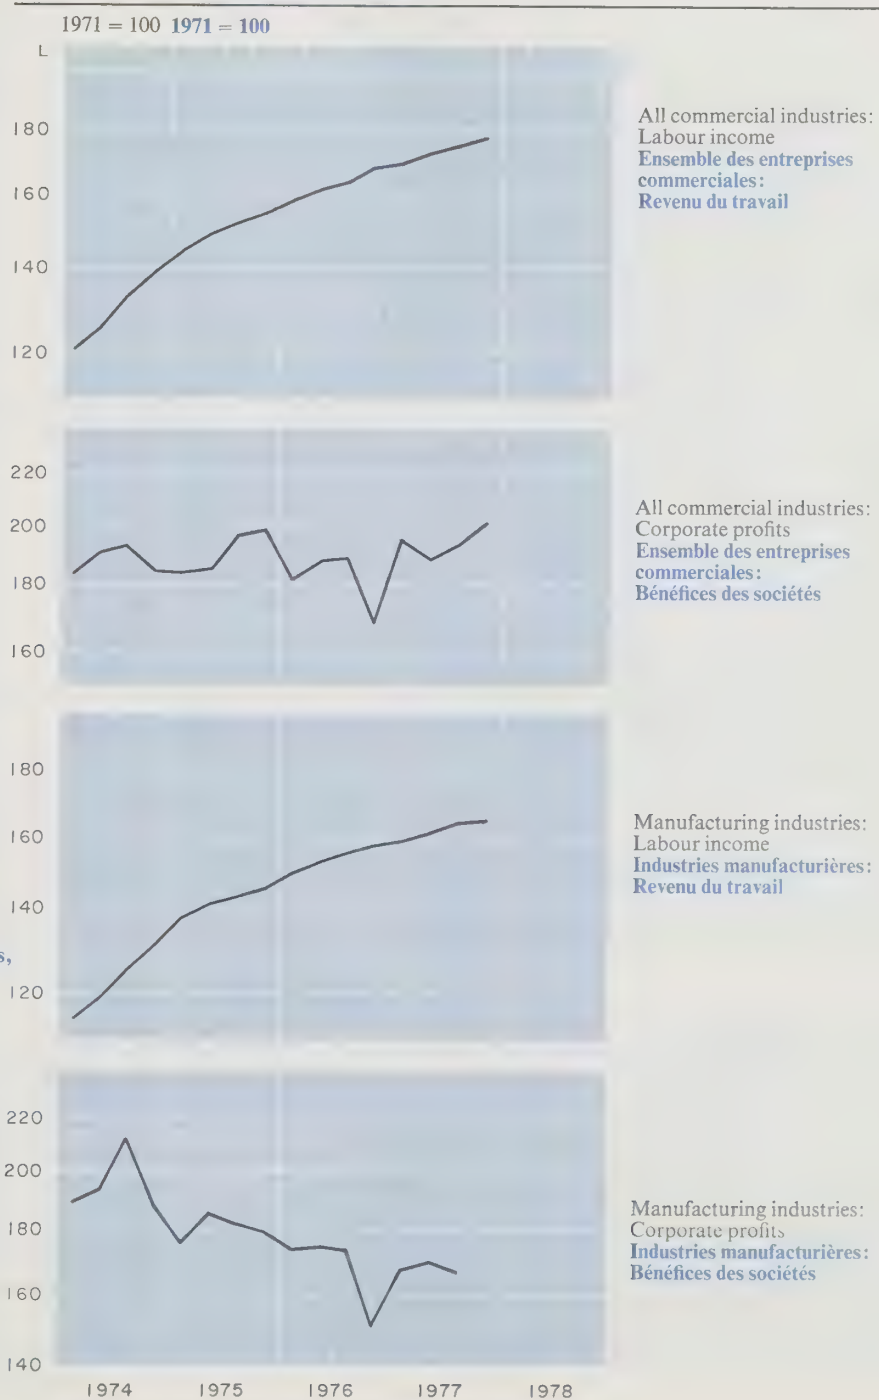 1971 = 100 1971 = 100
L
180
160
140
120
All commercial industries:
Labour income
Ensemble des entreprises
commerciales:
Revenu du travail
220
200
180
160
All commercial industries:
Corporate profits
Ensemble des entreprises
commerciales:
Bénéfices des sociétés
180
160
140
s,
120
Manufacturing industries:
Labour income
Industries manufacturières:
Revenu du travail
220
200
180
160
140
Manufacturing industries:
Corporate profits
Industries manufacturières:
Bénéfices des sociétés
1974 1975 1976 1977 1978